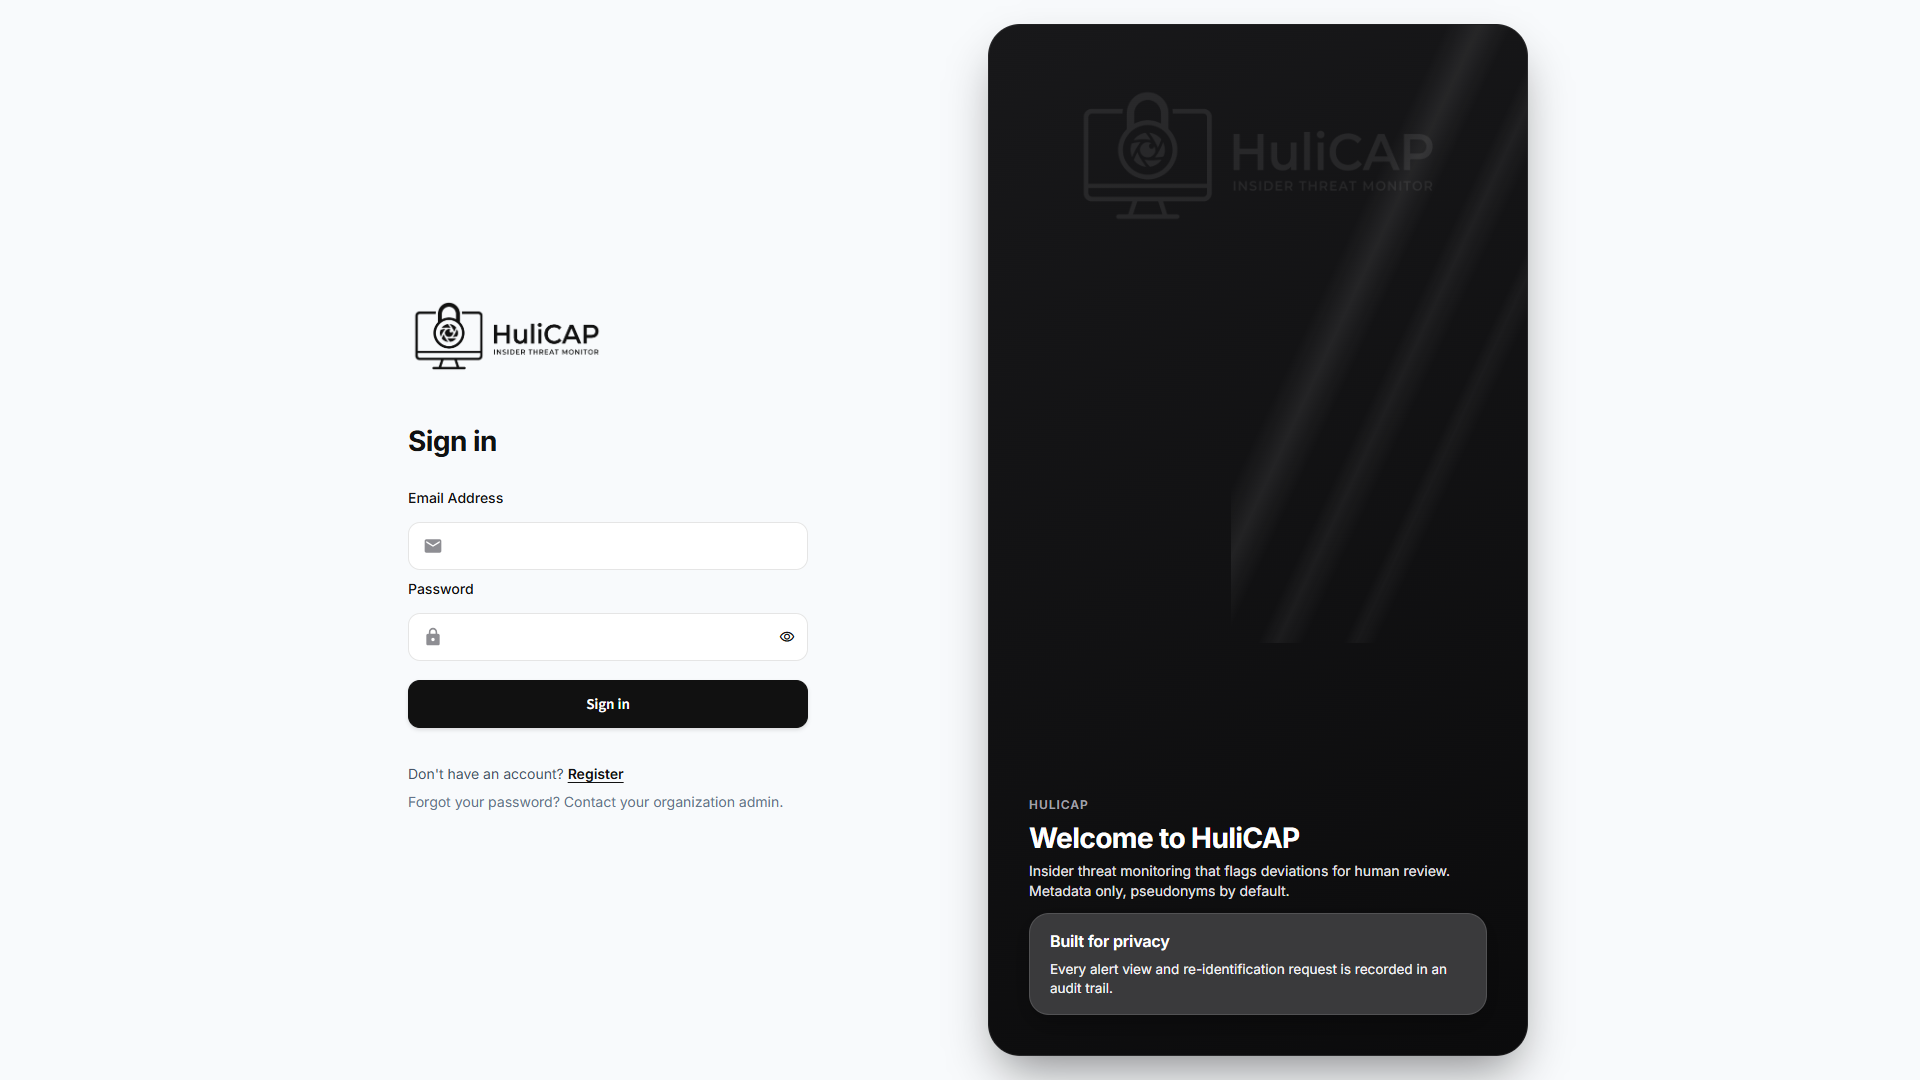 HuliCAP
INSIDER THREAT MONITOR
Sign in
Email Address
Password
Sign in
Don't have an account? Register
Forgot your password? Contact your organization admin.
HuliCAP
INSIDER THREAT MONITOR
HULICAP
Welcome to HuliCAP
Insider threat monitoring that flags deviations for human review.
Metadata only, pseudonyms by default.
Built for privacy
Every alert view and re-identification request is recorded in an
audit trail.